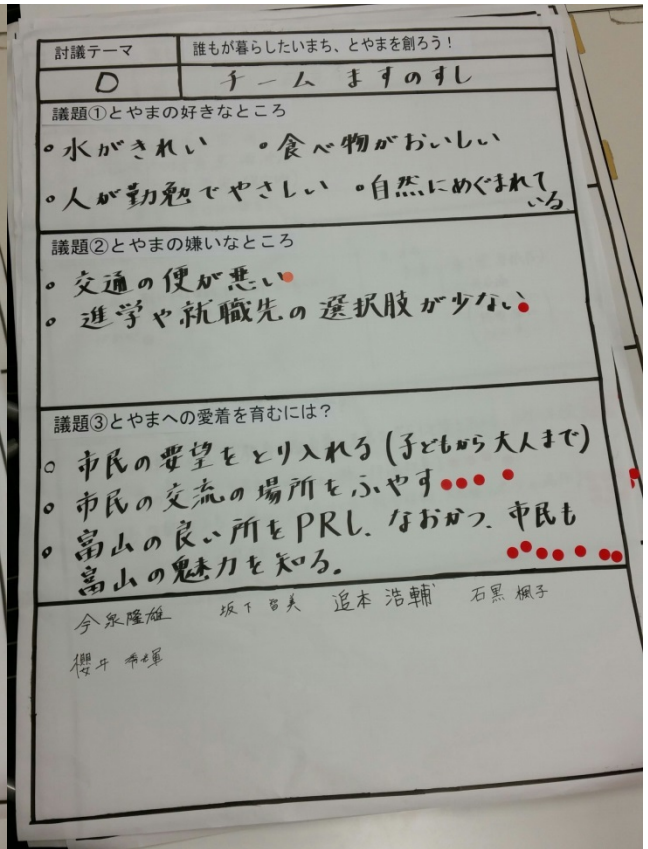 討議テーマ 誰もが暮らしたいまち、とやまを創ろう!
D チーム ますのすし
議題①とやまの好きなところ
・水がきれい ・食べ物がおいしい
・人が勤勉でやさしい ・自然にめぐまれて
いる
議題②とやまの嫌いなところ
・交通の便が悪い
・進学や就職先の選択肢が少ない
議題③とやまへの愛着を育むには?
・市民の要望をとり入れる(子どもから大人まで)
・市民の交流の場所をふやす
・富山の良い所をPRし、なおかつ、市民も
富山の魅力を知る。
今泉隆雄 坂下 追本 浩輔 石黒 楓子
櫻井